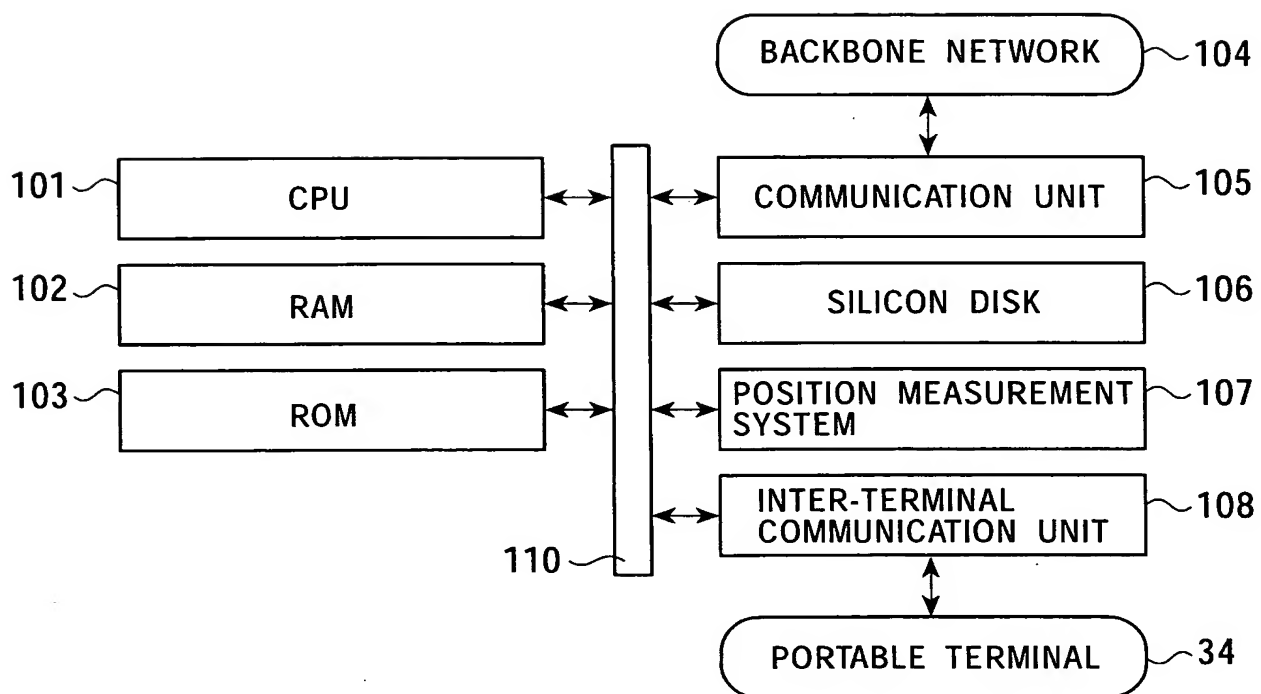 BACKBONE NETWORK
104
101
CPU
COMMUNICATION UNIT
105
102
RAM
SILICON DISK
106
103
ROM
POSITION MEASUREMENT
SYSTEM
107
INTER-TERMINAL
COMMUNICATION UNIT
108
110
PORTABLE TERMINAL
34